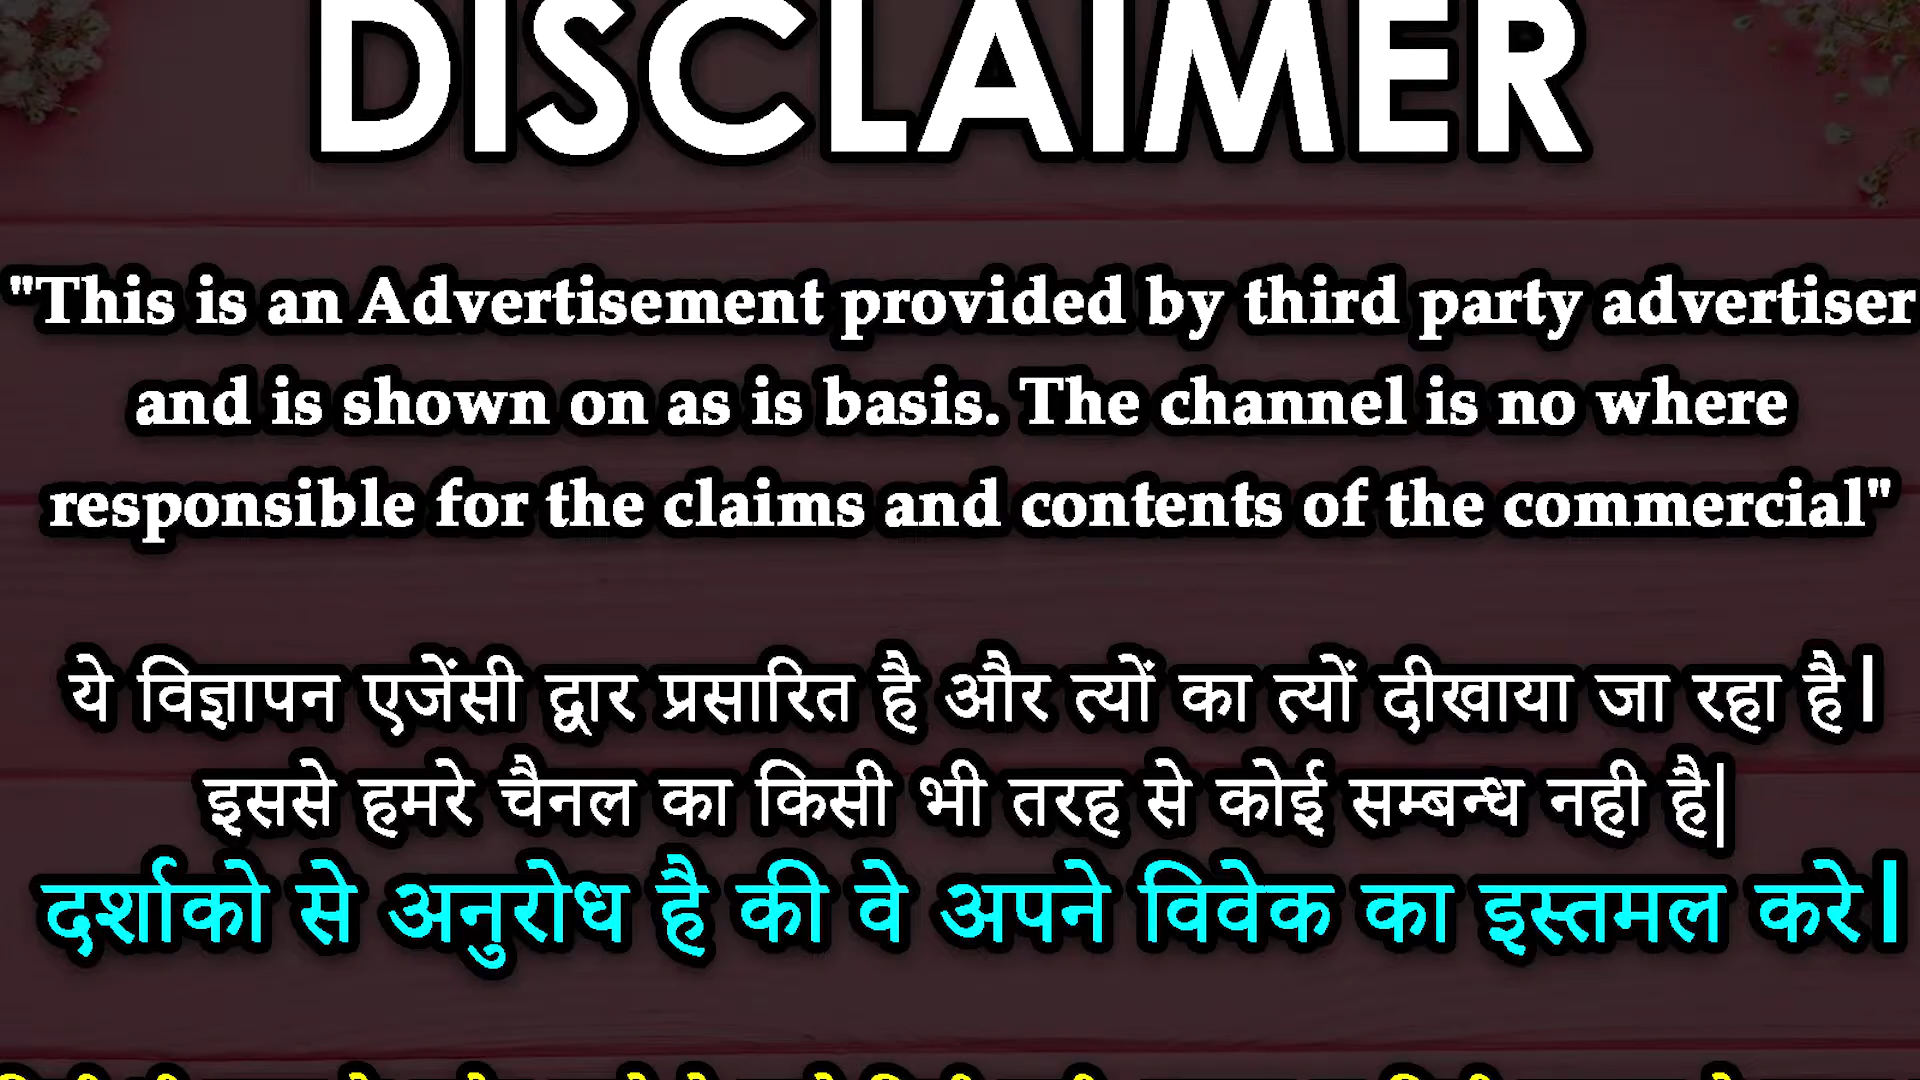 DISCLAIMER
"This is an Advertisement provided by third party advertiser
and is shown on as is basis. The channel is no where
responsible for the claims and contents of the commercial"
ये विज्ञापन एजेंसी द्वार प्रसारित है और त्यों का त्यों दीखाया जा रहा है|
इससे हमरे चैनल का किसी भी तरह से कोई सम्बन्ध नही है|
दर्शाको से अनुरोध है की वे अपने विवेक का इस्तमल करे|